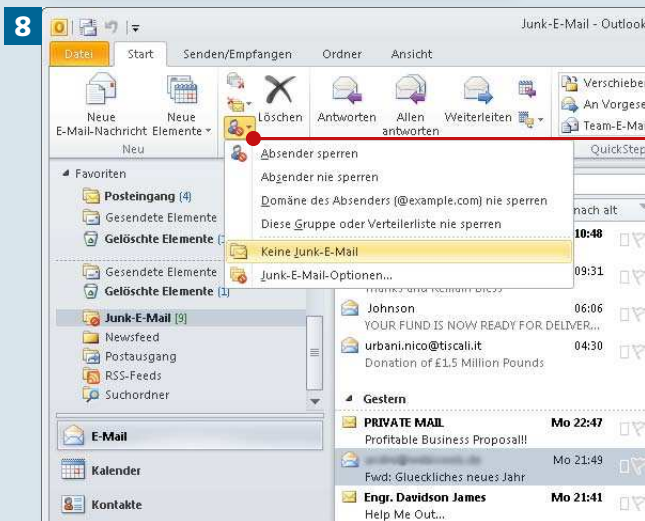 8
Junk-E-Mail - Outlook
Datei Start Senden/Empfangen Ordner Ansicht
Neue E-Mail-Nachricht
Neue Elemente
Löschen
Antworten
Allen antworten
Weiterleiten
Verschieben
An Vorgese
Team-E-Mai
Neu
QuickStep
Absender sperren
Absender nie sperren
Domäne des Absenders (@example.com) nie sperren
Diese Gruppe oder Verteilerliste nie sperren
Keine Junk-E-Mail
Junk-E-Mail-Optionen...
Favoriten
Posteingang (4)
Gesendete Elemente
Gelöschte Elemente
Gesendete Elemente
Gelöschte Elemente (1)
Junk-E-Mail [9]
Newsfeed
Postausgang
RSS-Feeds
Suchordner
E-Mail
Kalender
Kontakte
nach alt
10:48
09:31
Johnson 06:06
YOUR FUND IS NOW READY FOR DELIVER...
urbani.nico@tiscali.it 04:30
Donation of £1.5 Million Pounds
Gestern
PRIVATE MAIL Mo 22:47
Profitable Business Proposal!!
Mo 21:49
Fwd: Glueckliches neues Jahr
Engr. Davidson James Mo 21:41
Help Me Out...